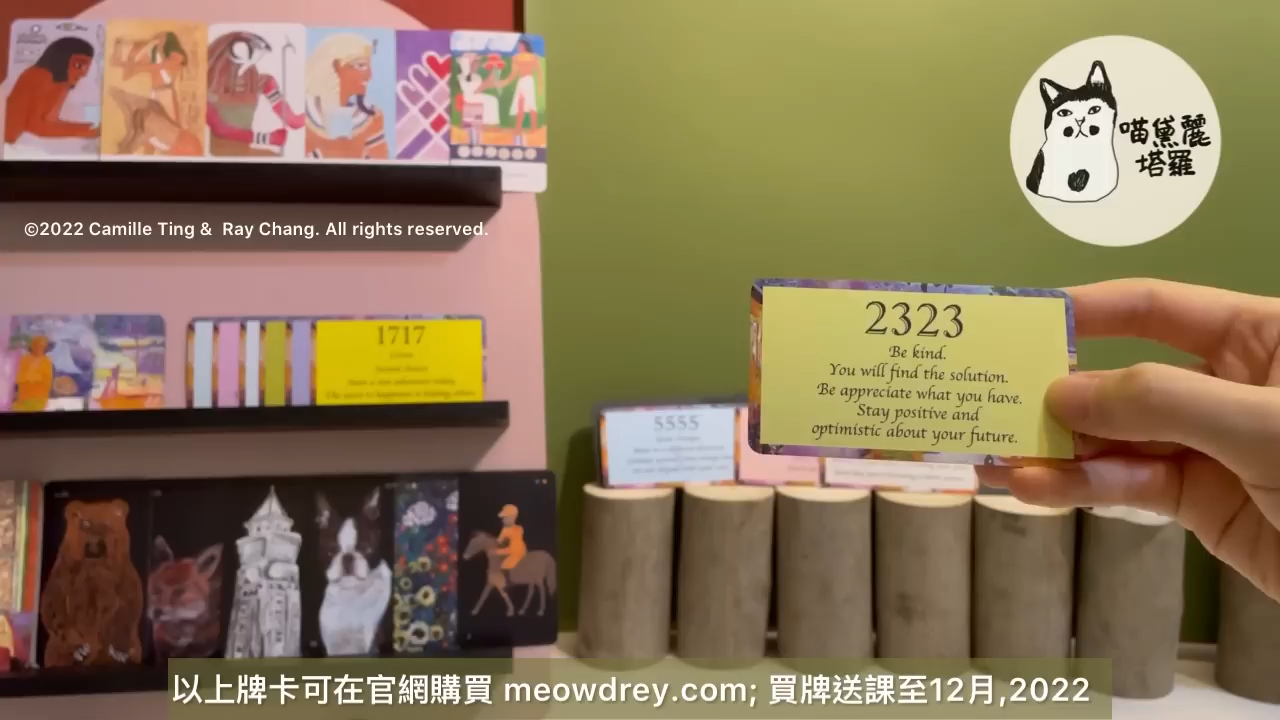 喵黛麗
塔羅
©2022 Camille Ting & Ray Chang. All rights reserved.
2323
Be kind.
You will find the solution.
Be appreciate what you have.
Stay positive and
optimistic about your future.
1717
5555
以上牌卡可在官網購買 meowdrey.com; 買牌送課至12月,2022